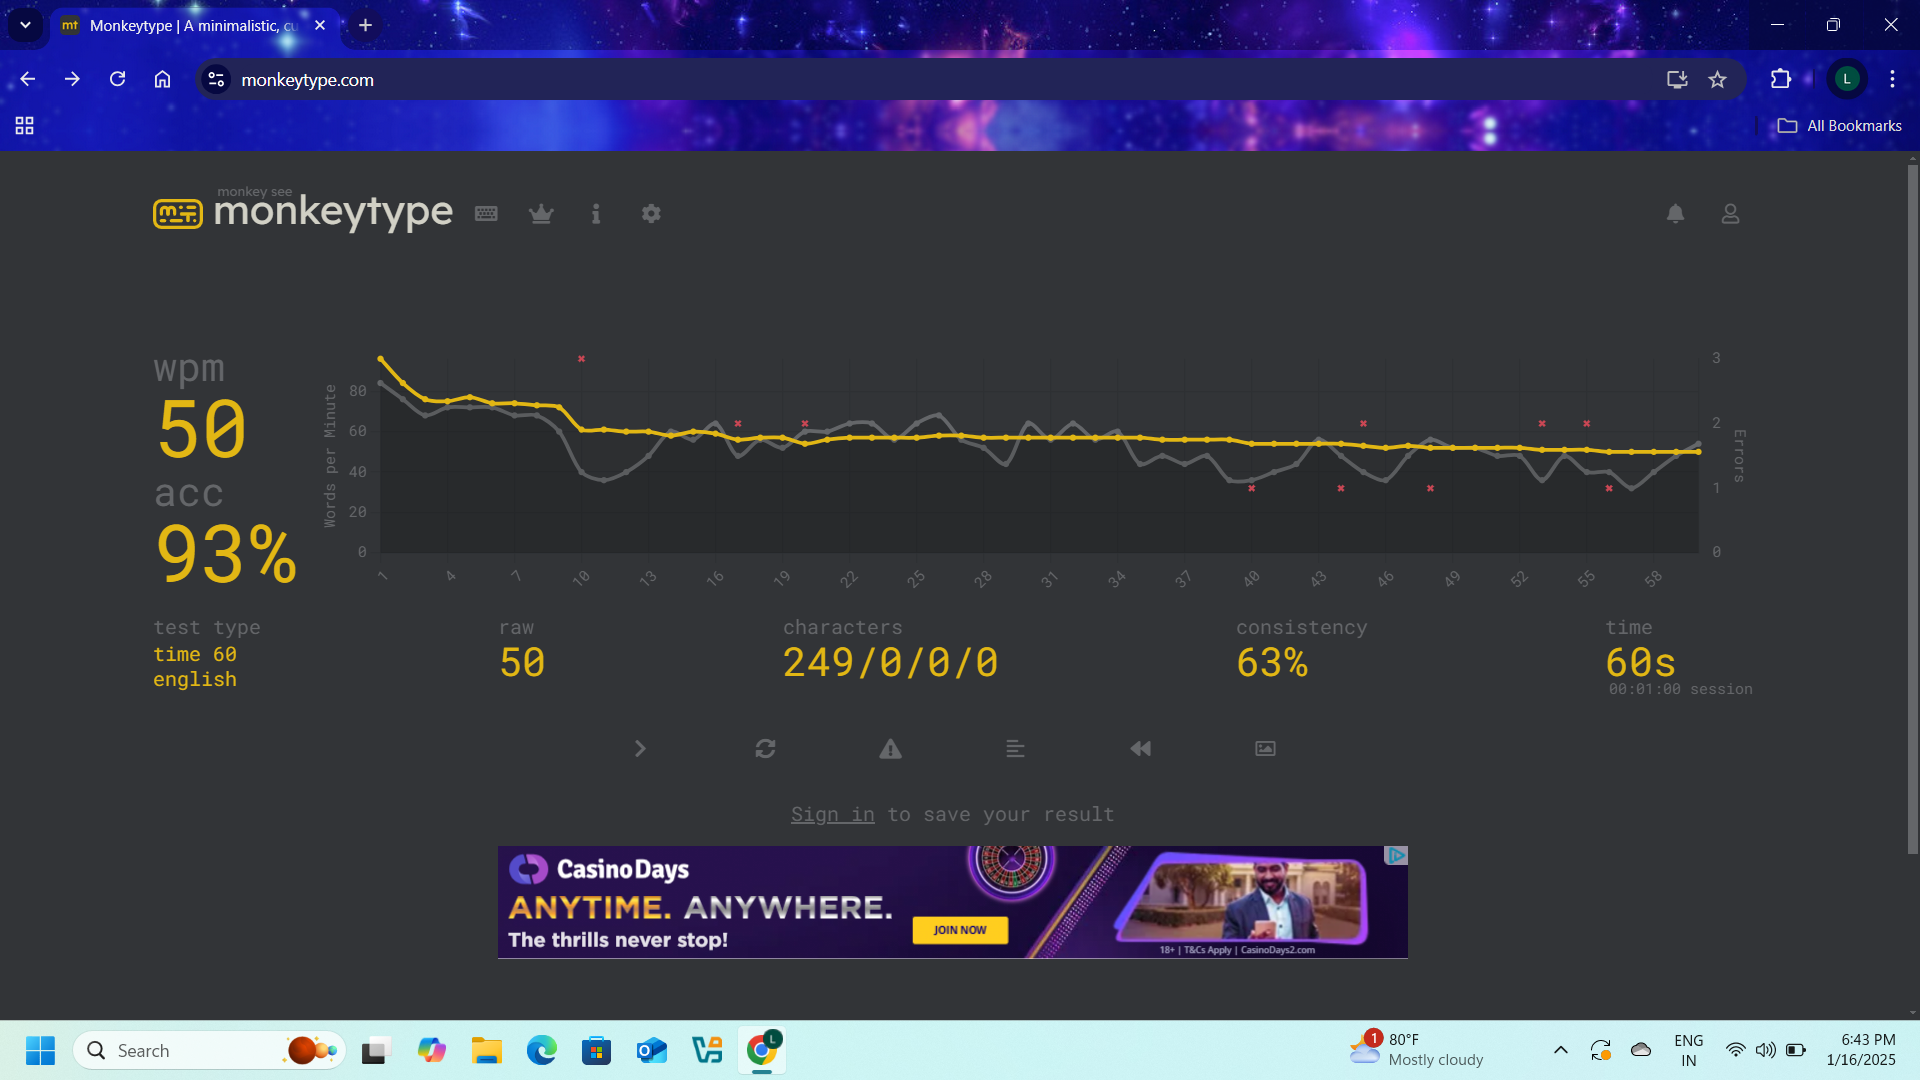 mt Monkeytype | A minimalistic, cu
monkeytype.com
L
All Bookmarks
monkey see
monkeytype
wpm
50
acc
93%
Words per Minute
80
60
40
20
0
3
2
1
0
Errors
1 4 7 10 13 16 19 22 25 28 31 34 37 40 43 46 49 52 55 58
test type
time 60
english
raw
50
characters
249/0/0/0
consistency
63%
time
60s
00:01:00 session
Sign in to save your result
CasinoDays
ANYTIME. ANYWHERE.
The thrills never stop!
JOIN NOW
18+ | T&Cs Apply | CasinoDays2.com
Search
L
1
80°F
Mostly cloudy
ENG
IN
6:43 PM
1/16/2025